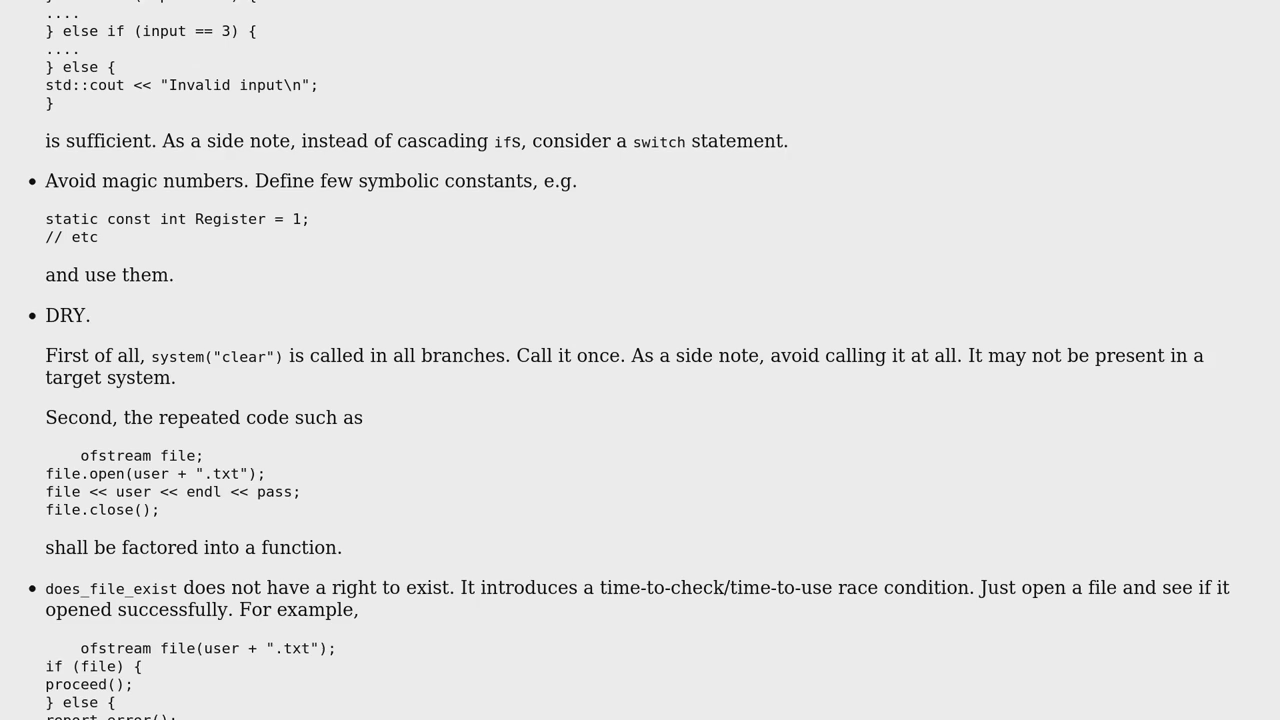 ....
} else if (input == 3) {
....
} else {
std::cout << "Invalid input\n";
}
is sufficient. As a side note, instead of cascading ifs, consider a switch statement.
• Avoid magic numbers. Define few symbolic constants, e.g.
static const int Register = 1;
// etc
and use them.
• DRY.
First of all, system("clear") is called in all branches. Call it once. As a side note, avoid calling it at all. It may not be present in a
target system.
Second, the repeated code such as
ofstream file;
file.open(user + ".txt");
file << user << endl << pass;
file.close();
shall be factored into a function.
• does_file_exist does not have a right to exist. It introduces a time-to-check/time-to-use race condition. Just open a file and see if it
opened successfully. For example,
ofstream file(user + ".txt");
if (file) {
proceed();
} else {
report_error();